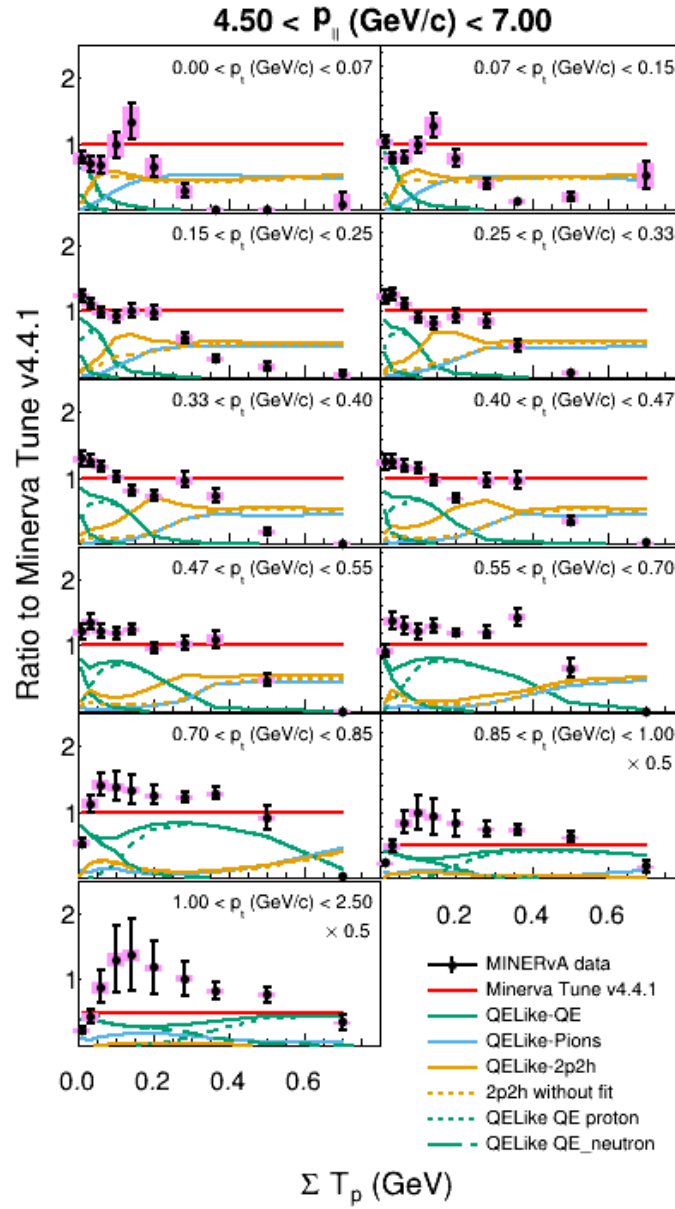 4.50 < p|| (GeV/c) < 7.00
Ratio to Minerva Tune v4.4.1
0.00 < pt (GeV/c) < 0.07
0.07 < pt (GeV/c) < 0.15
2
1
0.15 < pt (GeV/c) < 0.25
0.25 < pt (GeV/c) < 0.33
2
1
0.33 < pt (GeV/c) < 0.40
0.40 < pt (GeV/c) < 0.47
2
1
0.47 < pt (GeV/c) < 0.55
0.55 < pt (GeV/c) < 0.70
2
1
0.70 < pt (GeV/c) < 0.85
0.85 < pt (GeV/c) < 1.00
× 0.5
2
1
1.00 < pt (GeV/c) < 2.50
× 0.5
2
1
0.2 0.4 0.6
0.0 0.2 0.4 0.6
MINERvA data
Minerva Tune v4.4.1
QELike-QE
QELike-Pions
QELike-2p2h
2p2h without fit
QELike QE proton
QELike QE_neutron
Σ Tp (GeV)